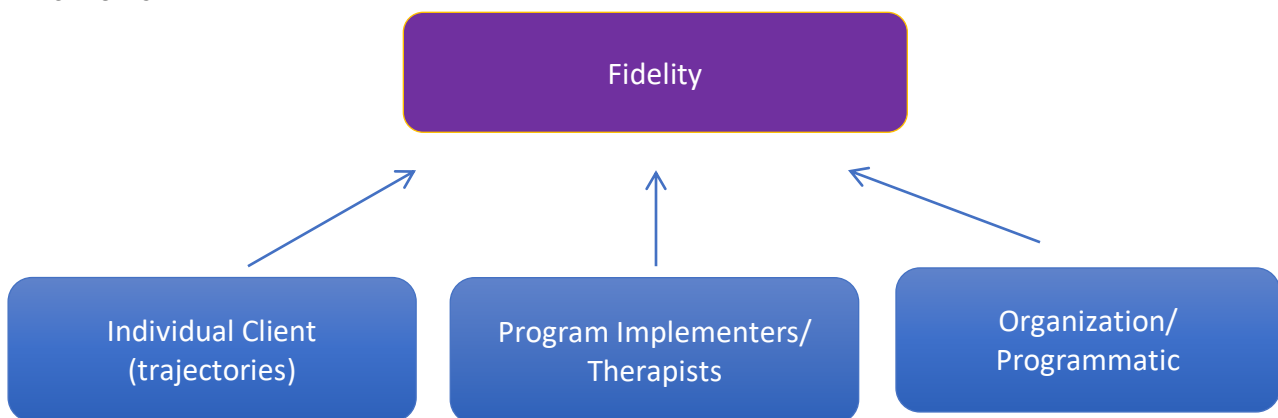 Fidelity
Individual Client
(trajectories)
Program Implementers/
Therapists
Organization/
Programmatic